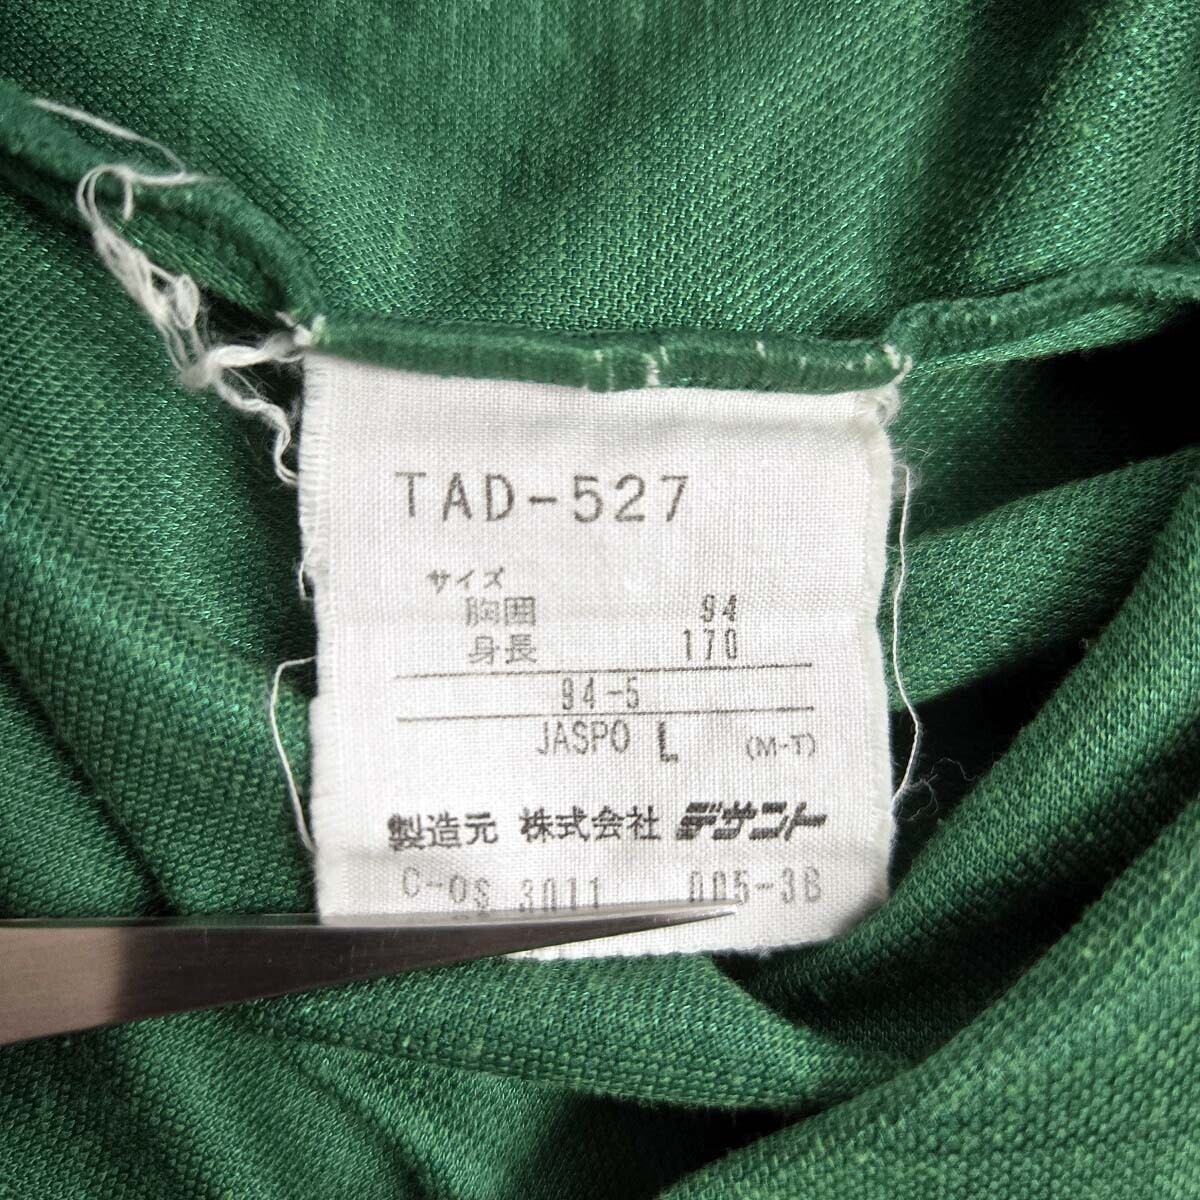 TAD-527
サイズ
胸囲 94
身長 170
94-5
JASPO L (M-T)
製造元 株式会社 デサント
C-OS 3011 005-3B